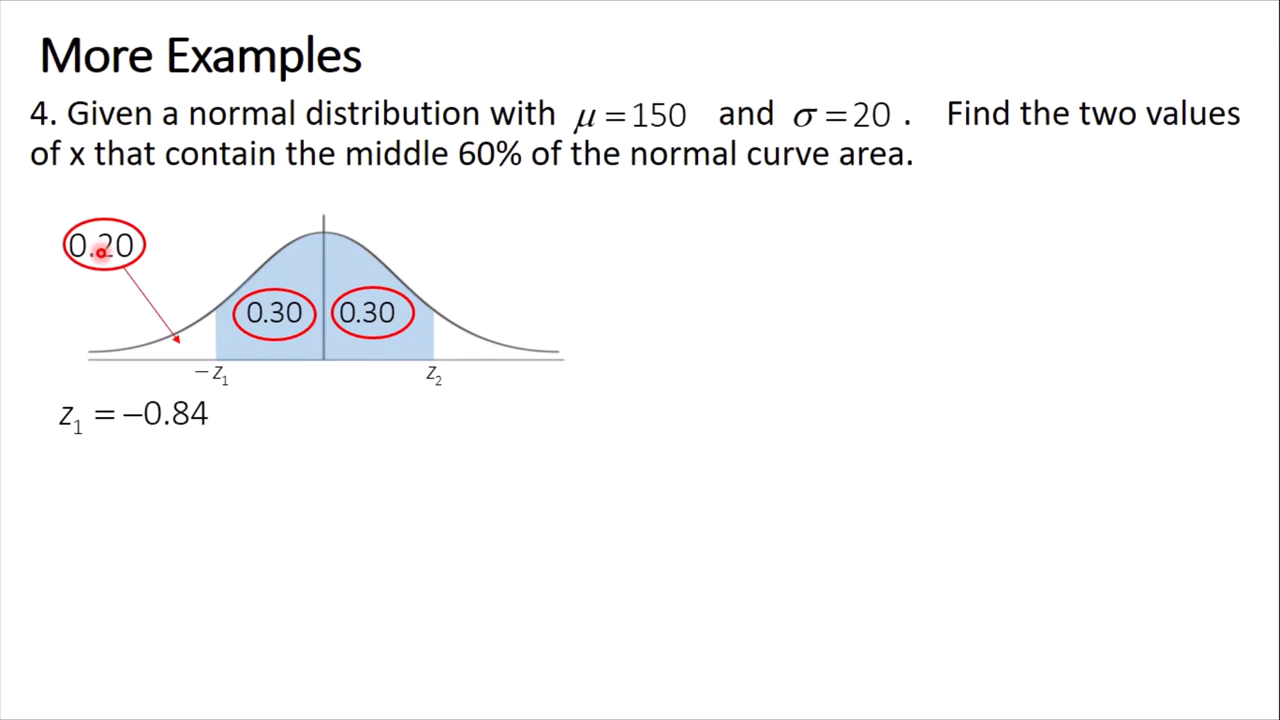 More Examples
4. Given a normal distribution with μ = 150 and σ = 20 . Find the two values
of x that contain the middle 60% of the normal curve area.
0.20
0.30 0.30
−z₁ z₂
z₁ = −0.84